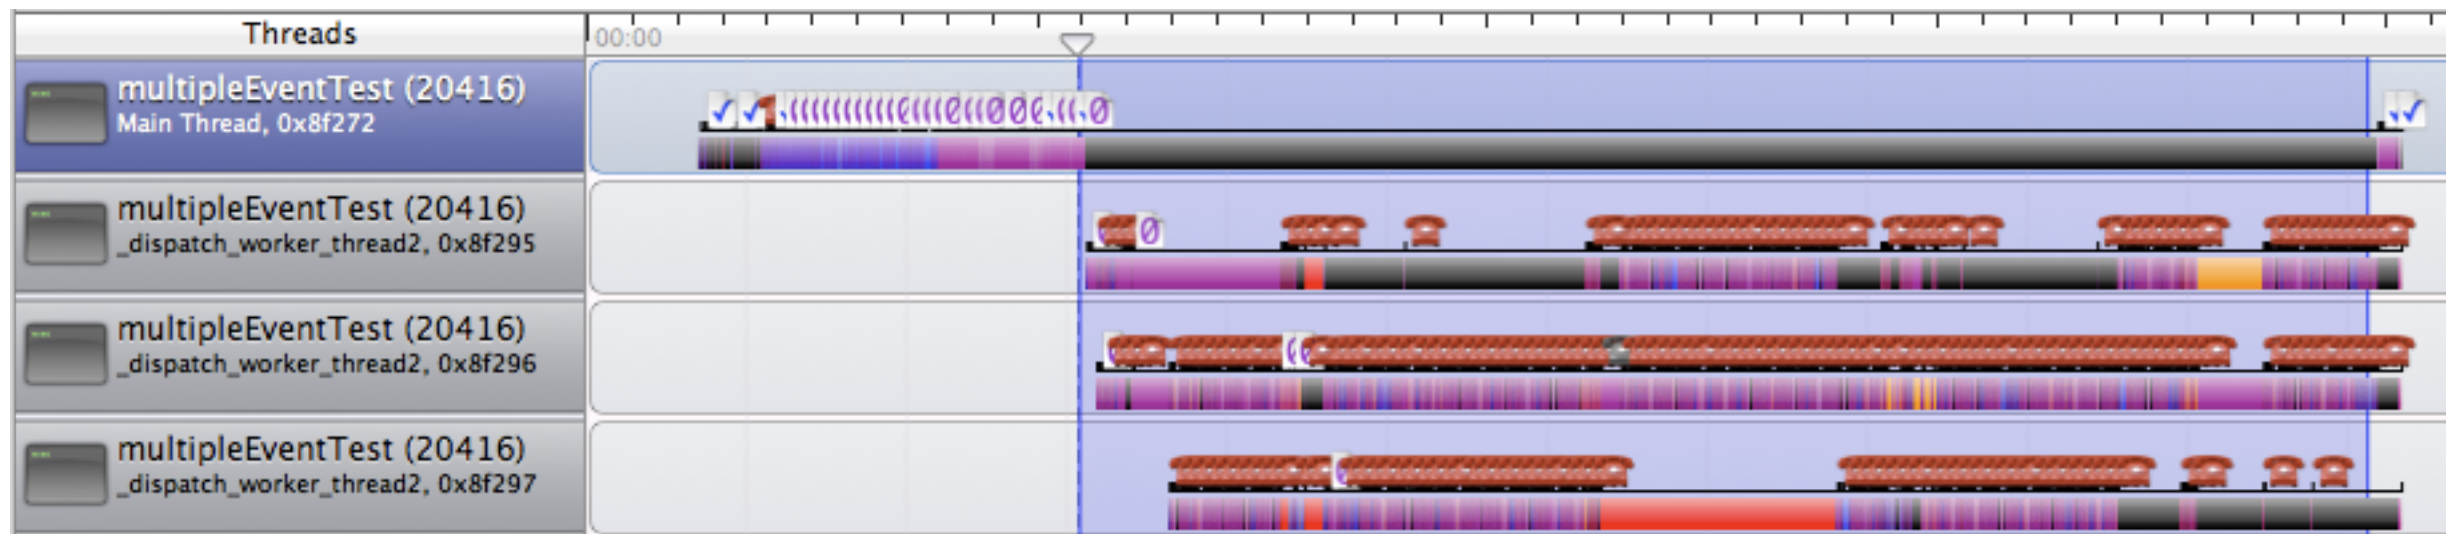 Threads
00:00
multipleEventTest (20416)
Main Thread, 0x8f272
multipleEventTest (20416)
_dispatch_worker_thread2, 0x8f295
multipleEventTest (20416)
_dispatch_worker_thread2, 0x8f296
multipleEventTest (20416)
_dispatch_worker_thread2, 0x8f297